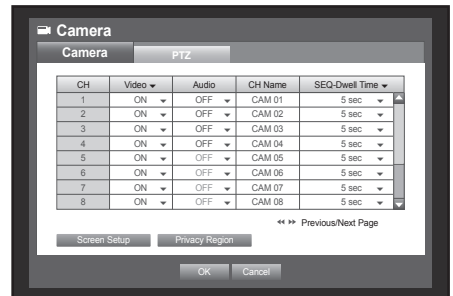 Camera
Camera PTZ
CH Video Audio CH Name SEQ-Dwell Time
1 ON OFF CAM 01 5 sec
2 ON OFF CAM 02 5 sec
3 ON OFF CAM 03 5 sec
4 ON OFF CAM 04 5 sec
5 ON OFF CAM 05 5 sec
6 ON OFF CAM 06 5 sec
7 ON OFF CAM 07 5 sec
8 ON OFF CAM 08 5 sec
Previous/Next Page
Screen Setup Privacy Region
OK Cancel